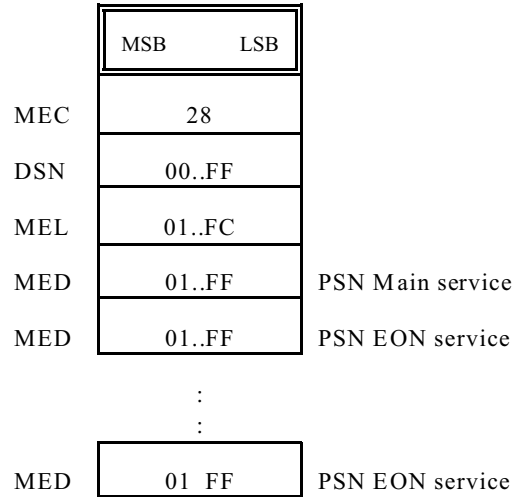 MSB LSB
MEC 28
DSN 00..FF
MEL 01..FC
MED 01..FF PSN Main service
MED 01..FF PSN EON service
:
:
MED 01 FF PSN EON service